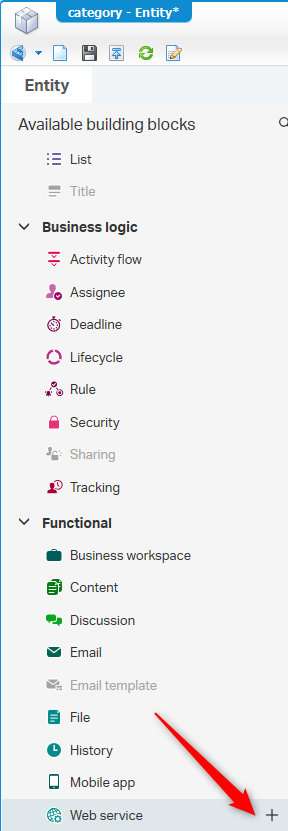 category - Entity*
Entity
Available building blocks
List
Title
Business logic
Activity flow
Assignee
Deadline
Lifecycle
Rule
Security
Sharing
Tracking
Functional
Business workspace
Content
Discussion
Email
Email template
File
History
Mobile app
Web service